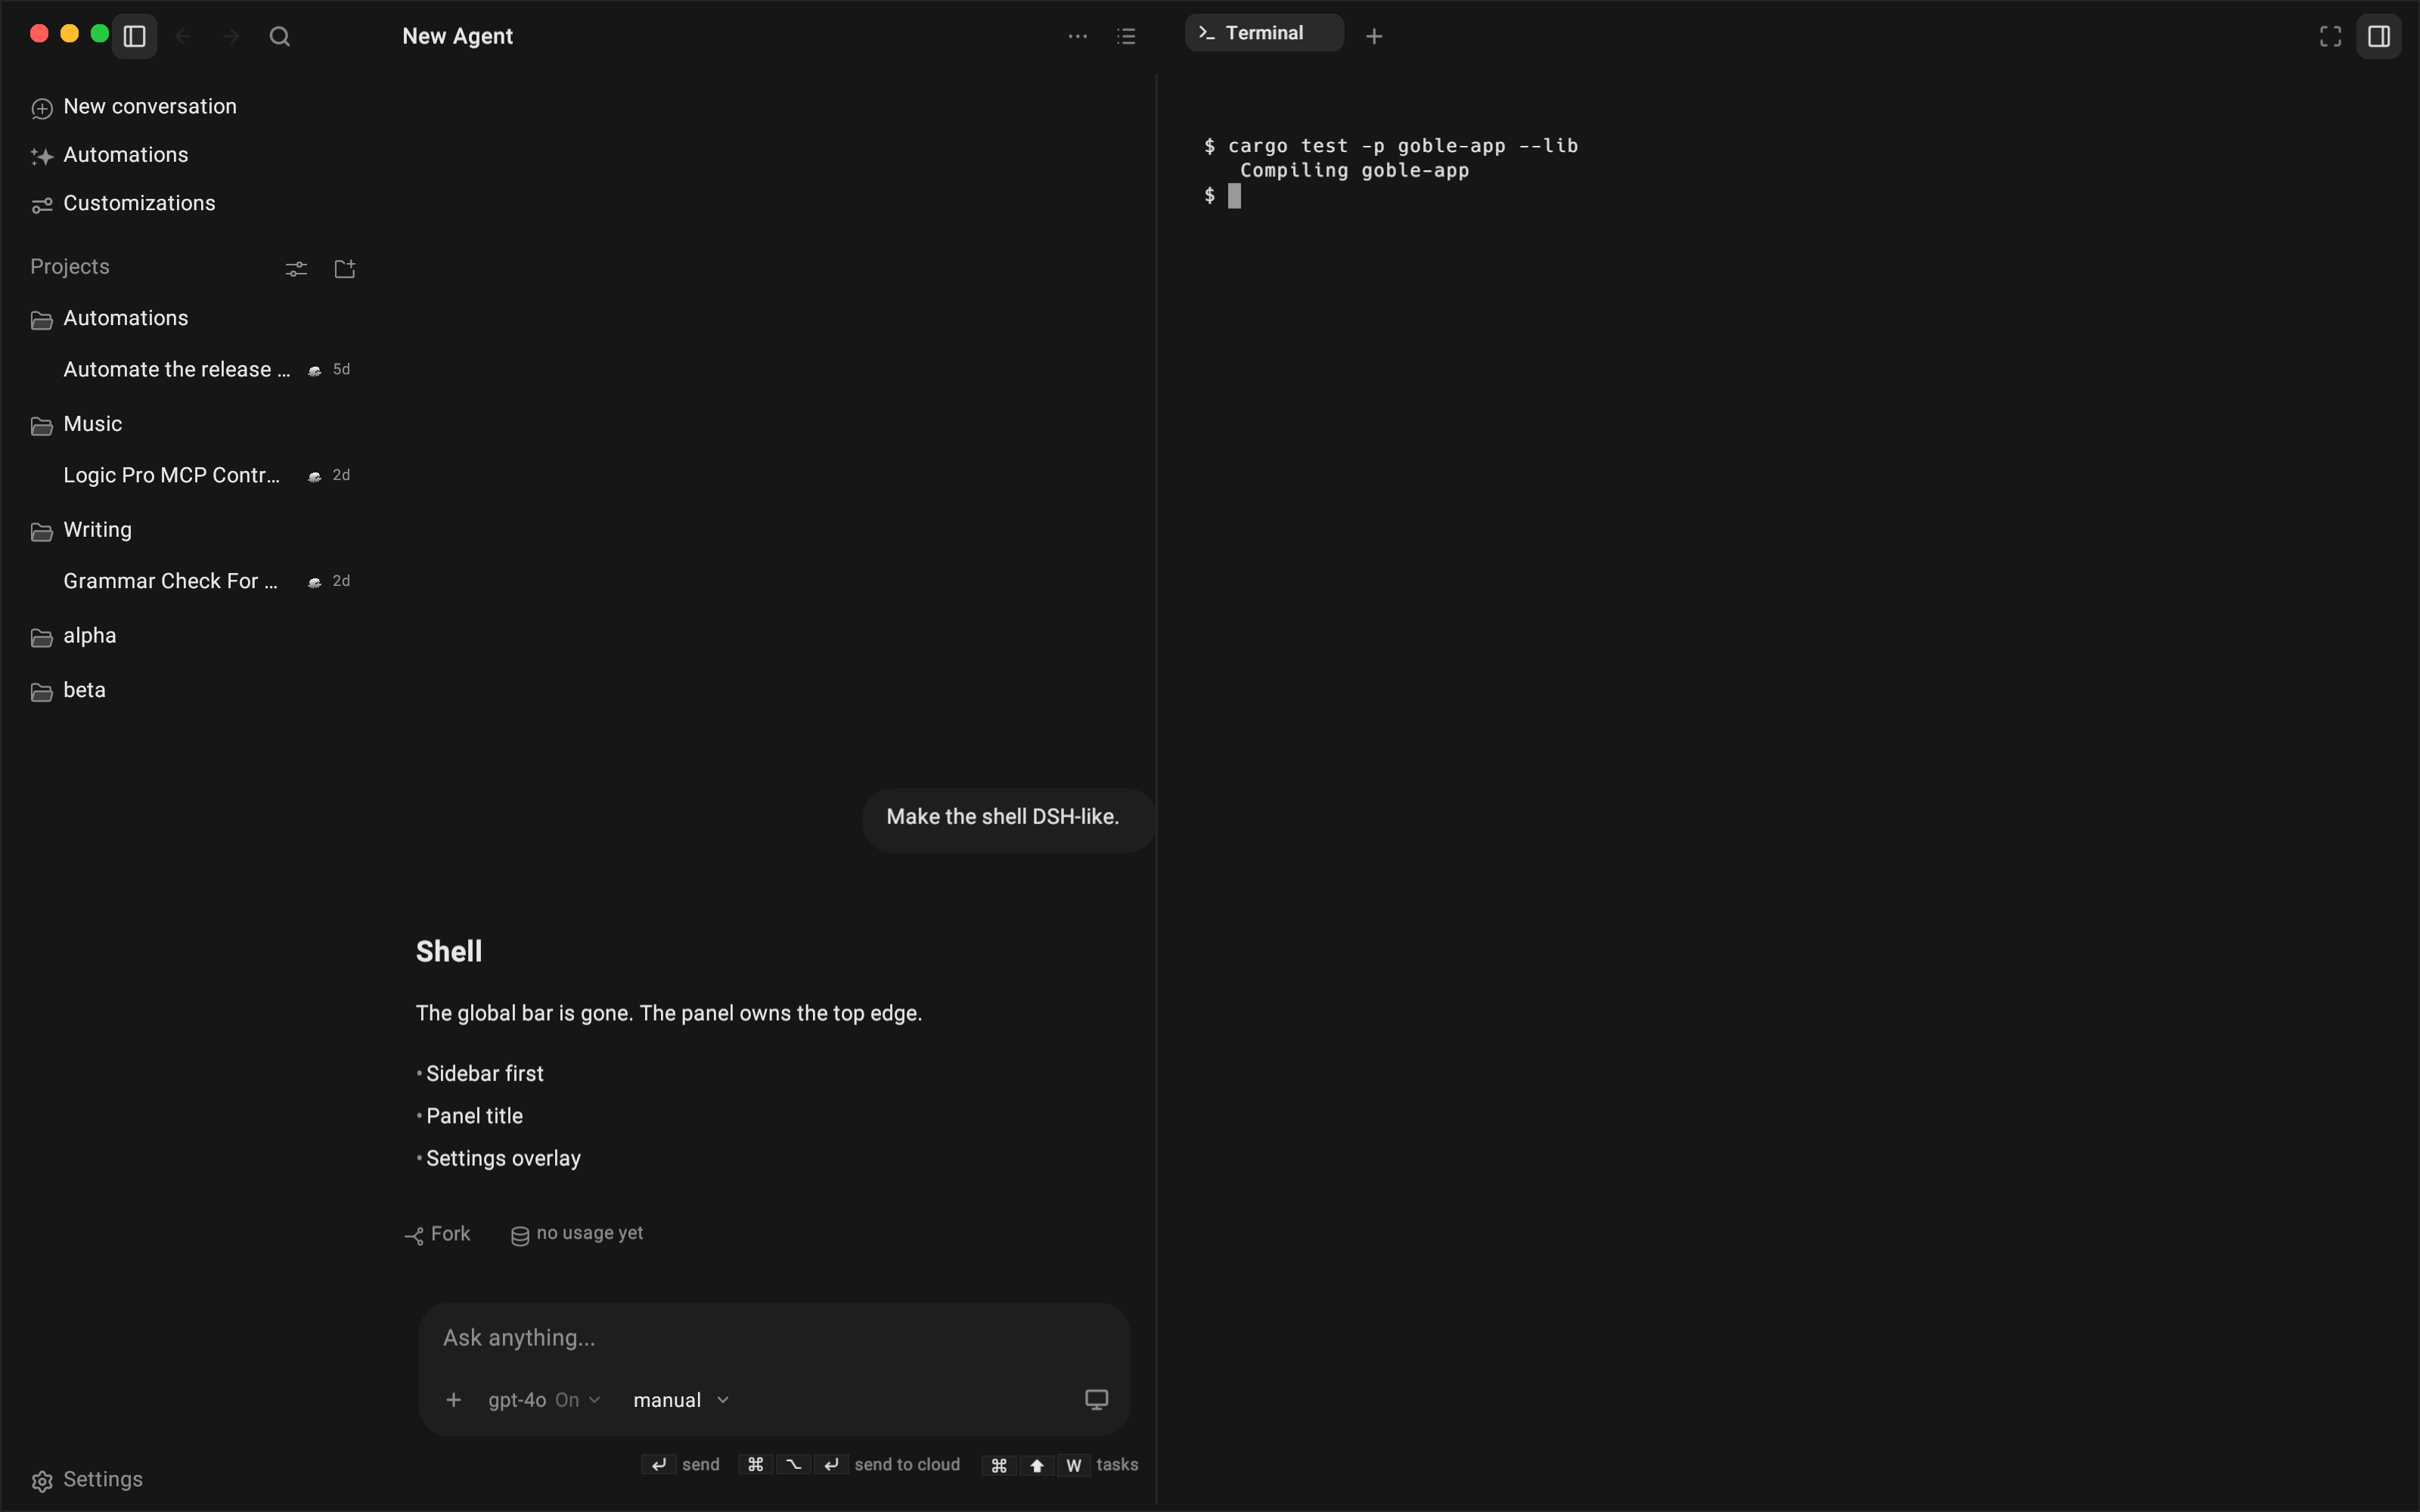 New Agent
Terminal
New conversation
Automations
Customizations
Projects
Automations
Automate the release ... 5d
Music
Logic Pro MCP Contr... 2d
Writing
Grammar Check For ... 2d
alpha
beta
Settings
Make the shell DSH-like.
Shell
The global bar is gone. The panel owns the top edge.
• Sidebar first
• Panel title
• Settings overlay
Fork no usage yet
Ask anything...
+ gpt-4o On manual
↵ send ⌘ ⌥ ↵ send to cloud ⌘ ⬆ W tasks
$ cargo test -p goble-app --lib
Compiling goble-app
$